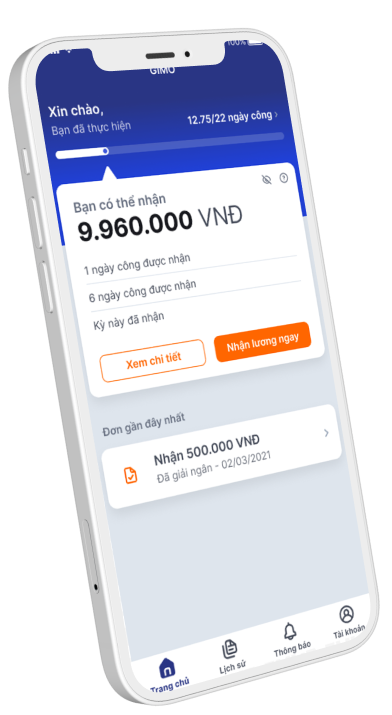 100%
GIMO
Xin chào,
Bạn đã thực hiện
12.75/22 ngày công
Bạn có thể nhận
9.960.000 VNĐ
1 ngày công được nhận
6 ngày công được nhận
Kỳ này đã nhận
Xem chi tiết
Nhận lương ngay
Đơn gần đây nhất
Nhận 500.000 VNĐ
Đã giải ngân - 02/03/2021
Trang chủ
Lịch sử
Thông báo
Tài khoản